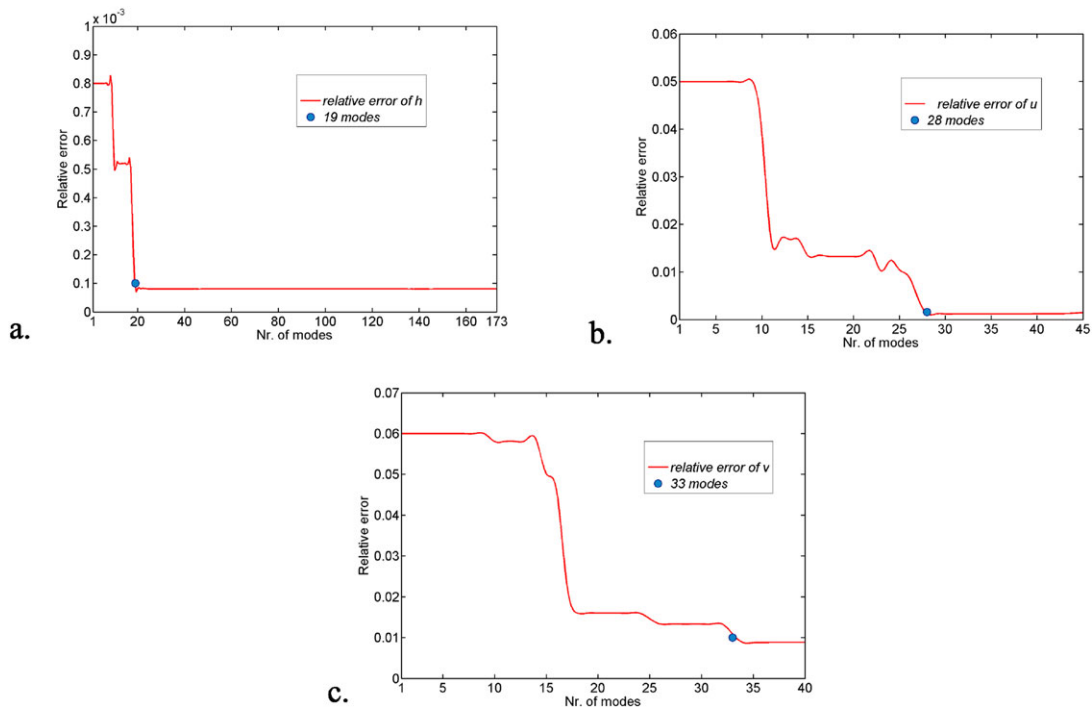 1 x 10⁻³
0.9
0.8
0.7
0.6
0.5
0.4
0.3
0.2
0.1
0
Relative error
relative error of h
19 modes
1 20 40 60 80 100 120 140 160 173
Nr. of modes
a.
0.06
0.05
0.04
0.03
0.02
0.01
0
Relative error
relative error of u
28 modes
1 5 10 15 20 25 30 35 40 45
Nr. of modes
b.
0.07
0.06
0.05
0.04
0.03
0.02
0.01
0
Relative error
relative error of v
33 modes
1 5 10 15 20 25 30 35 40
Nr. of modes
c.